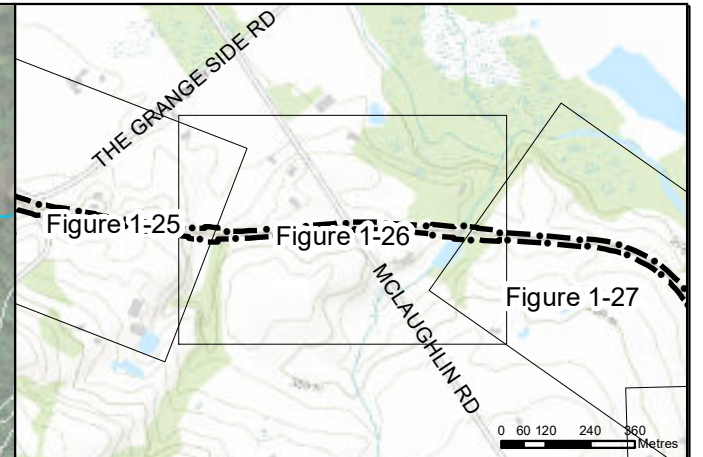 THE GRANGE SIDE RD
Figure 1-25
Figure 1-26
MCLAUGHLIN RD
Figure 1-27
0 60 120 240 360
Metres